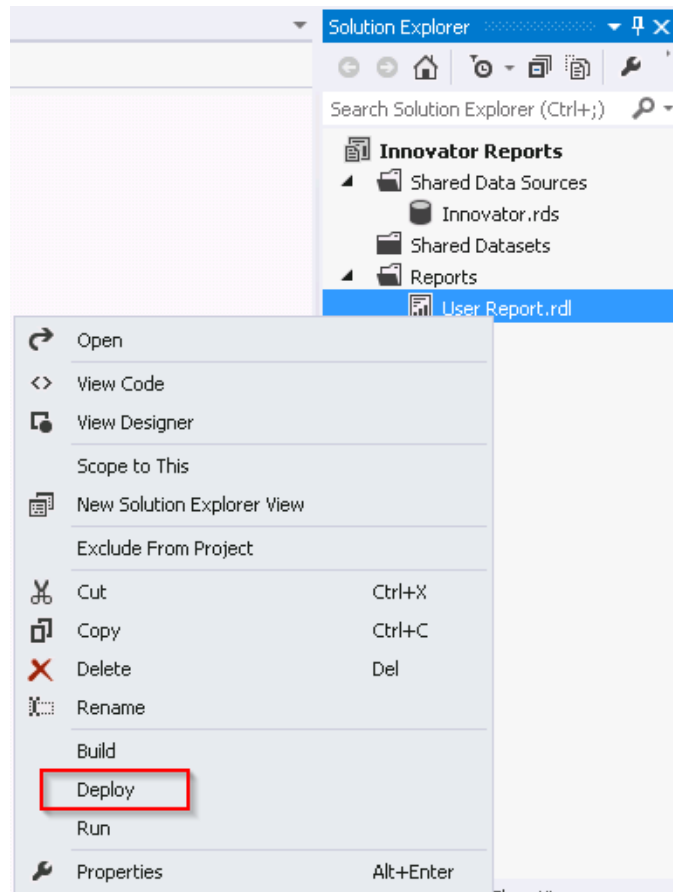 Solution Explorer
Search Solution Explorer (Ctrl+;)
Innovator Reports
Shared Data Sources
Innovator.rds
Shared Datasets
Reports
User Report.rdl
Open
View Code
View Designer
Scope to This
New Solution Explorer View
Exclude From Project
Cut Ctrl+X
Copy Ctrl+C
Delete Del
Rename
Build
Deploy
Run
Properties Alt+Enter